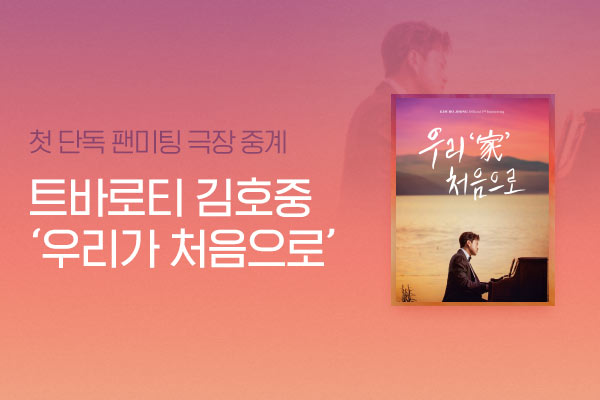 첫 단독 팬미팅 극장 중계
트바로티 김호중
‘우리가 처음으로’
우리 ‘家’
처음으로